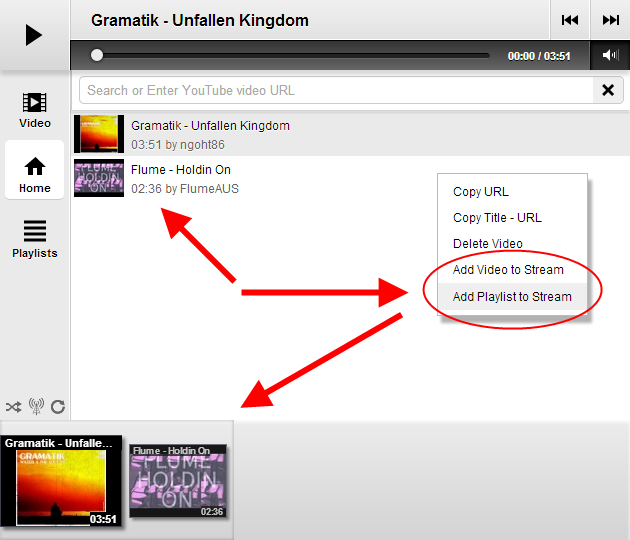 Gramatik - Unfallen Kingdom
00:00 / 03:51
Search or Enter YouTube video URL
Video
Home
Playlists
Gramatik - Unfallen Kingdom
03:51 by ngoht86
Flume - Holdin On
02:36 by FlumeAUS
FLUME
HOLDIN
ON
Copy URL
Copy Title - URL
Delete Video
Add Video to Stream
Add Playlist to Stream
Gramatik - Unfalle...
GRAMATIK
03:51
Flume - Holdin On
FLUME
HOLDIN
ON
02:36